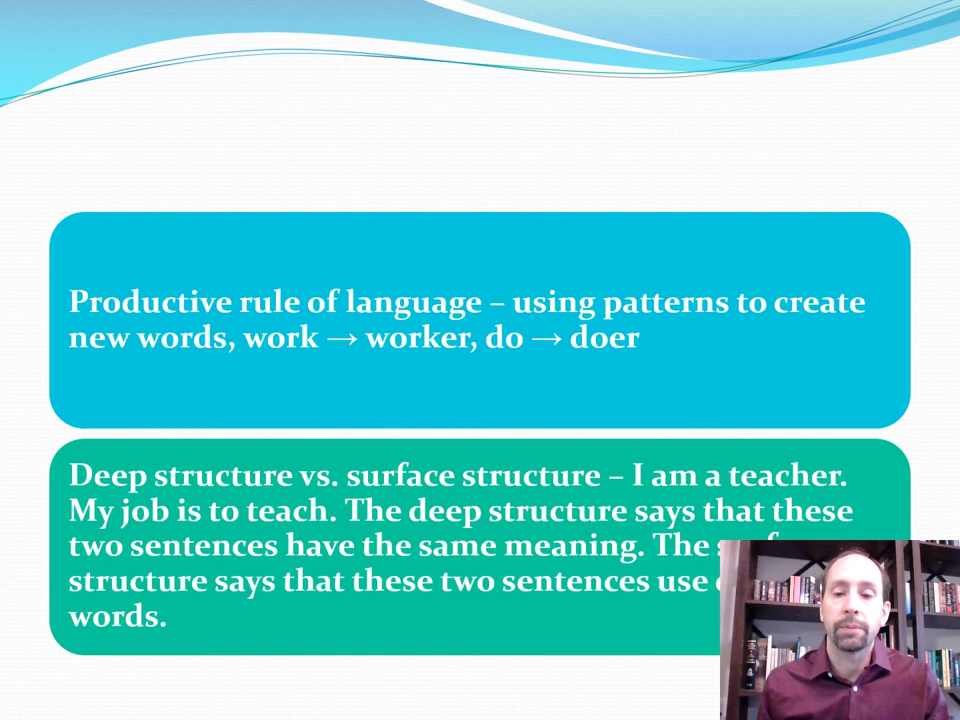 Productive rule of language – using patterns to create
new words, work → worker, do → doer
Deep structure vs. surface structure – I am a teacher.
My job is to teach. The deep structure says that these
two sentences have the same meaning. The
structure says that these two sentences use
words.